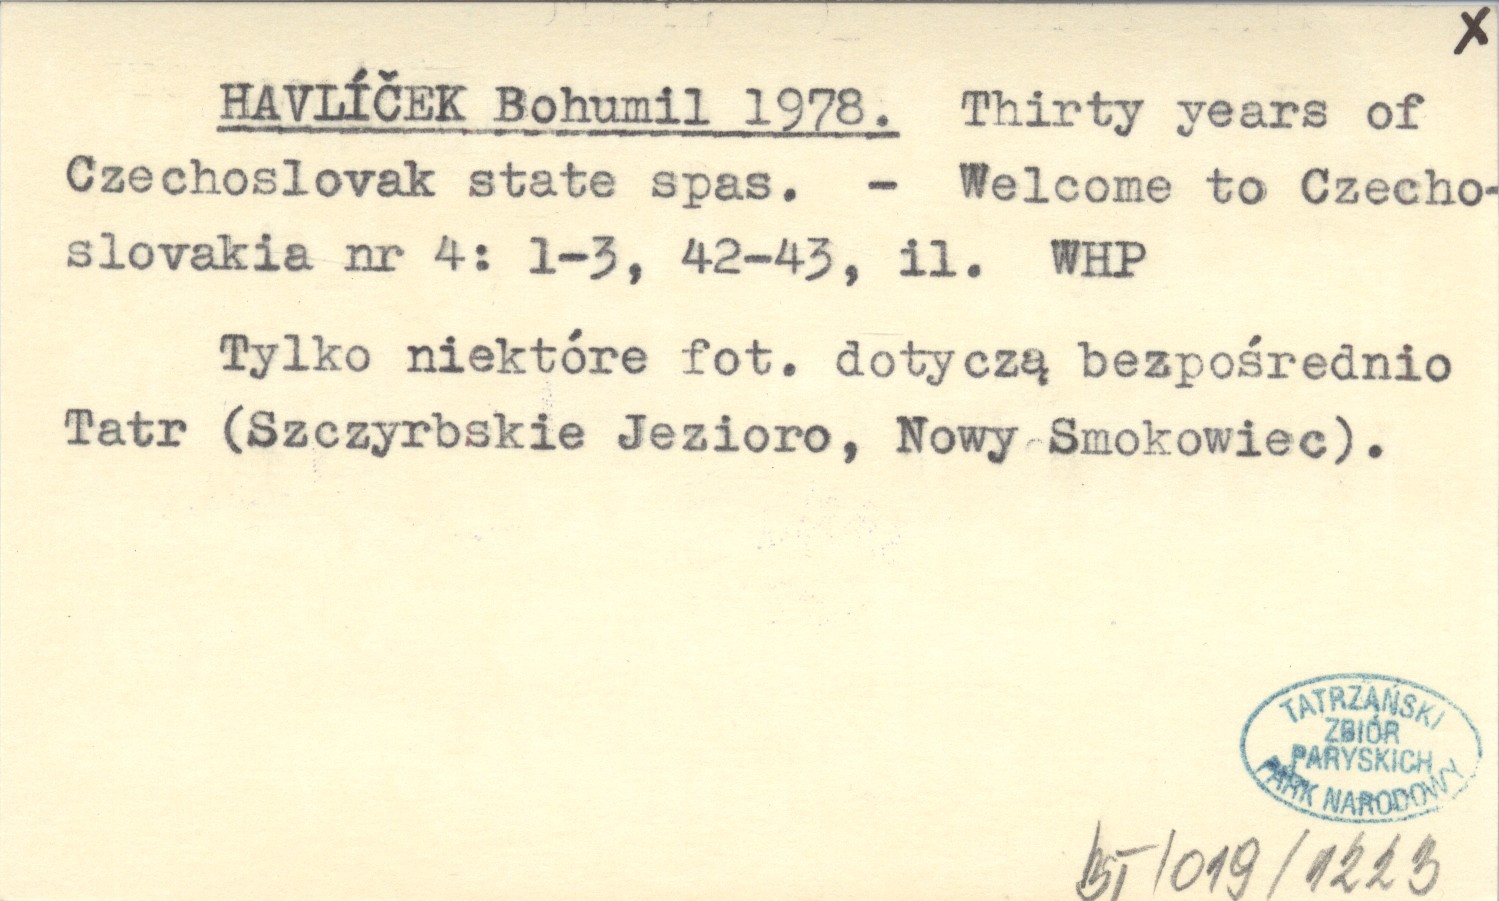 X
HAVLÍČEK Bohumil 1978. Thirty years of
Czechoslovak state spas. - Welcome to Czecho-
slovakia nr 4: 1-3, 42-43, il. WHP
Tylko niektóre fot. dotyczą bezpośrednio
Tatr (Szczyrbskie Jezioro, Nowy Smokowiec).
TATRZAŃSKI
ZBIÓR
PARYSKICH
PARK NARODOWY
/019/1223